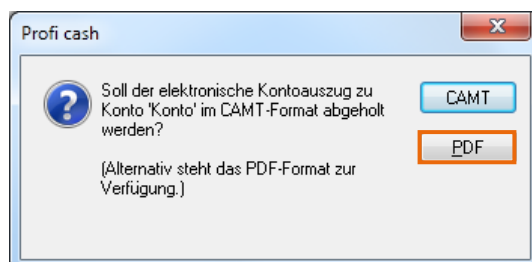 Profi cash
Soll der elektronische Kontoauszug zu
Konto 'Konto' im CAMT-Format abgeholt
werden?
(Alternativ steht das PDF-Format zur
Verfügung.)
CAMT
PDF